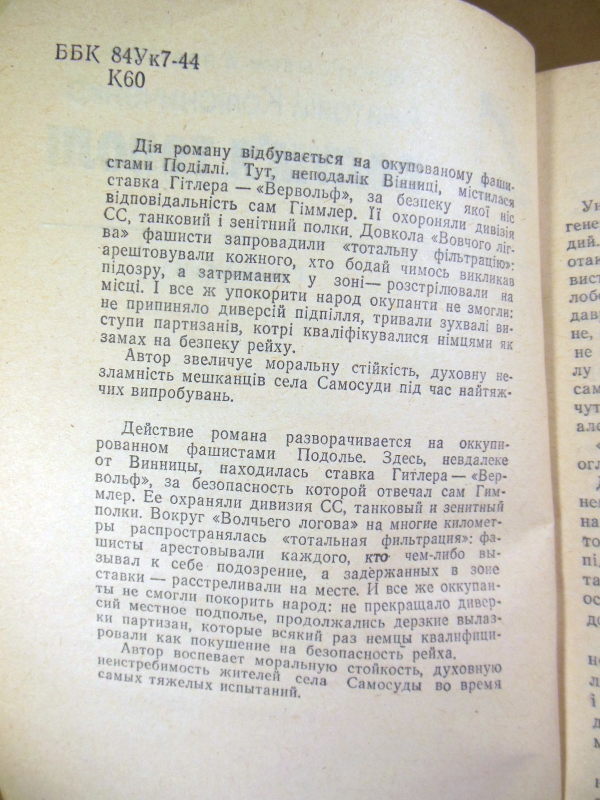 ББК 84Ук7-44
К60
Дія роману відбувається на окупованому фаши-
стами Поділлі. Тут, неподалік Вінниці, містилася
ставка Гітлера — «Вервольф», за безпеку якої ніс
відповідальність сам Гіммлер. Її охороняли дивізія
СС, танковий і зенітний полки. Довкола «Вовчого ліг-
ва» фашисти запровадили «тотальну фільтрацію»:
арештовували кожного, хто бодай чимось викликав
підозру, а затриманих у зоні — розстрілювали на
місці. І все ж упокорити народ окупанти не змогли:
не припиняло диверсій підпілля, тривали зухвалі ви-
ступи партизанів, котрі кваліфікувалися німцями як
замах на безпеку рейху.
Автор звеличує моральну стійкість, духовну не-
зламність мешканців села Самосуди під час найтяж-
чих випробувань.
Действие романа разворачивается на оккупи-
рованном фашистами Подолье. Здесь, невдалеке
от Винницы, находилась ставка Гитлера — «Вер-
вольф», за безопасность которой отвечал сам Гим-
млер. Ее охраняли дивизия СС, танковый и зенитный
полки. Вокруг «Волчьего логова» на многие километ-
ры распространялась «тотальная фильтрация»: фа-
шисты арестовывали каждого, кто чем-либо вы-
зывал к себе подозрение, а задержанных в зоне
ставки — расстреливали на месте. И все же оккупан-
ты не смогли покорить народ: не прекращало дивер-
сий местное подполье, продолжались дерзкие вылаз-
ки партизан, которые всякий раз немцы квалифици-
ровали как покушение на безопасность рейха.
Автор воспевает моральную стойкость, духовную
неистребимость жителей села Самосуды во время
самых тяжелых испытаний.